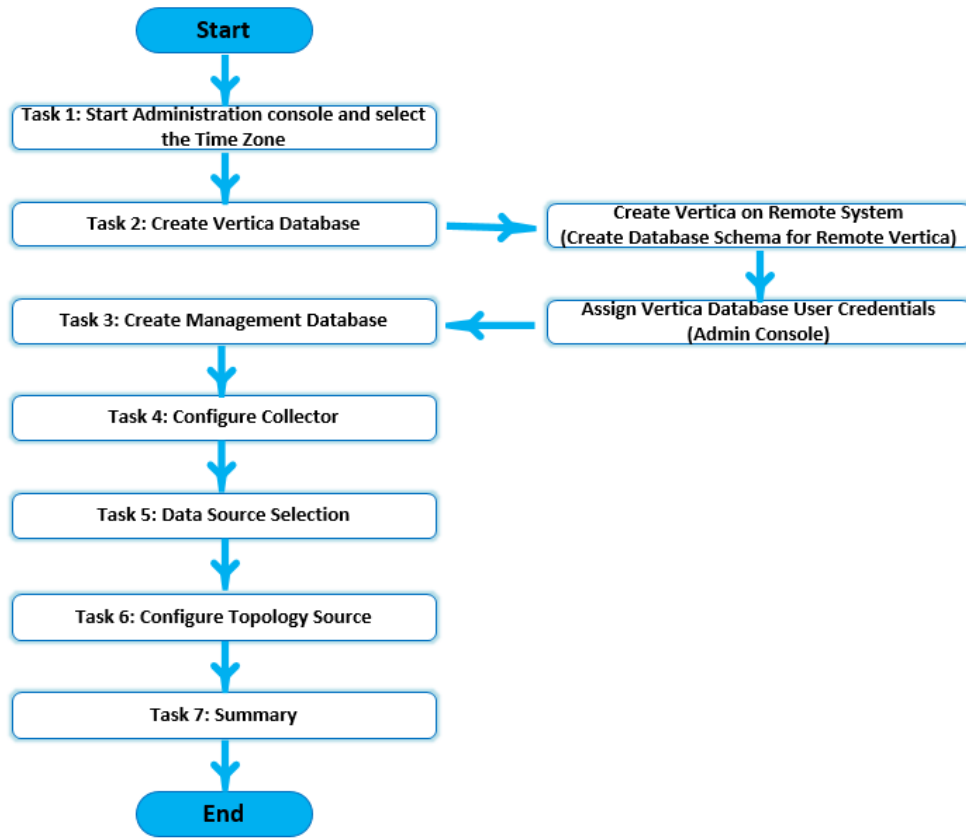 Start
Task 1: Start Administration console and select
the Time Zone
Task 2: Create Vertica Database
Create Vertica on Remote System
(Create Database Schema for Remote Vertica)
Assign Vertica Database User Credentials
(Admin Console)
Task 3: Create Management Database
Task 4: Configure Collector
Task 5: Data Source Selection
Task 6: Configure Topology Source
Task 7: Summary
End